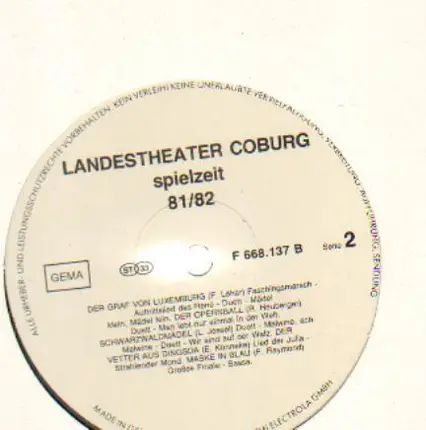 ALLE URHEBER- UND LEISTUNGSSCHUTZRECHTE VORBEHALTEN. KEIN VERLEIH! KEINE UNERLAUBTE VERVIELFÄLTIGUNG, VERMIETUNG, AUFFÜHRUNG, SENDUNG
LANDESTHEATER COBURG
spielzeit
81/82
GEMA
ST 33
F 668.137 B
Seite 2
DER GRAF VON LUXEMBURG (F. Lehar) Faschingsmarsch -
Auftrittslied des René - Duett - Mädel
klein, Mädel fein, DER OPERNBALL (R. Heuberger)
Duett - Man lebt nur einmal in der Welt,
SCHWARZWALDMÄDEL (L. Jessel) Duett - Malwine, ach
Malwine - Duett - Wir sind auf der Walz, DER
VETTER AUS DINGSDA (E. Künneke) Lied der Julia -
Strahlender Mond, MASKE IN BLAU (F. Raymond)
Großes Finale - Sassa.
MADE IN
ELECTROLA GMBH